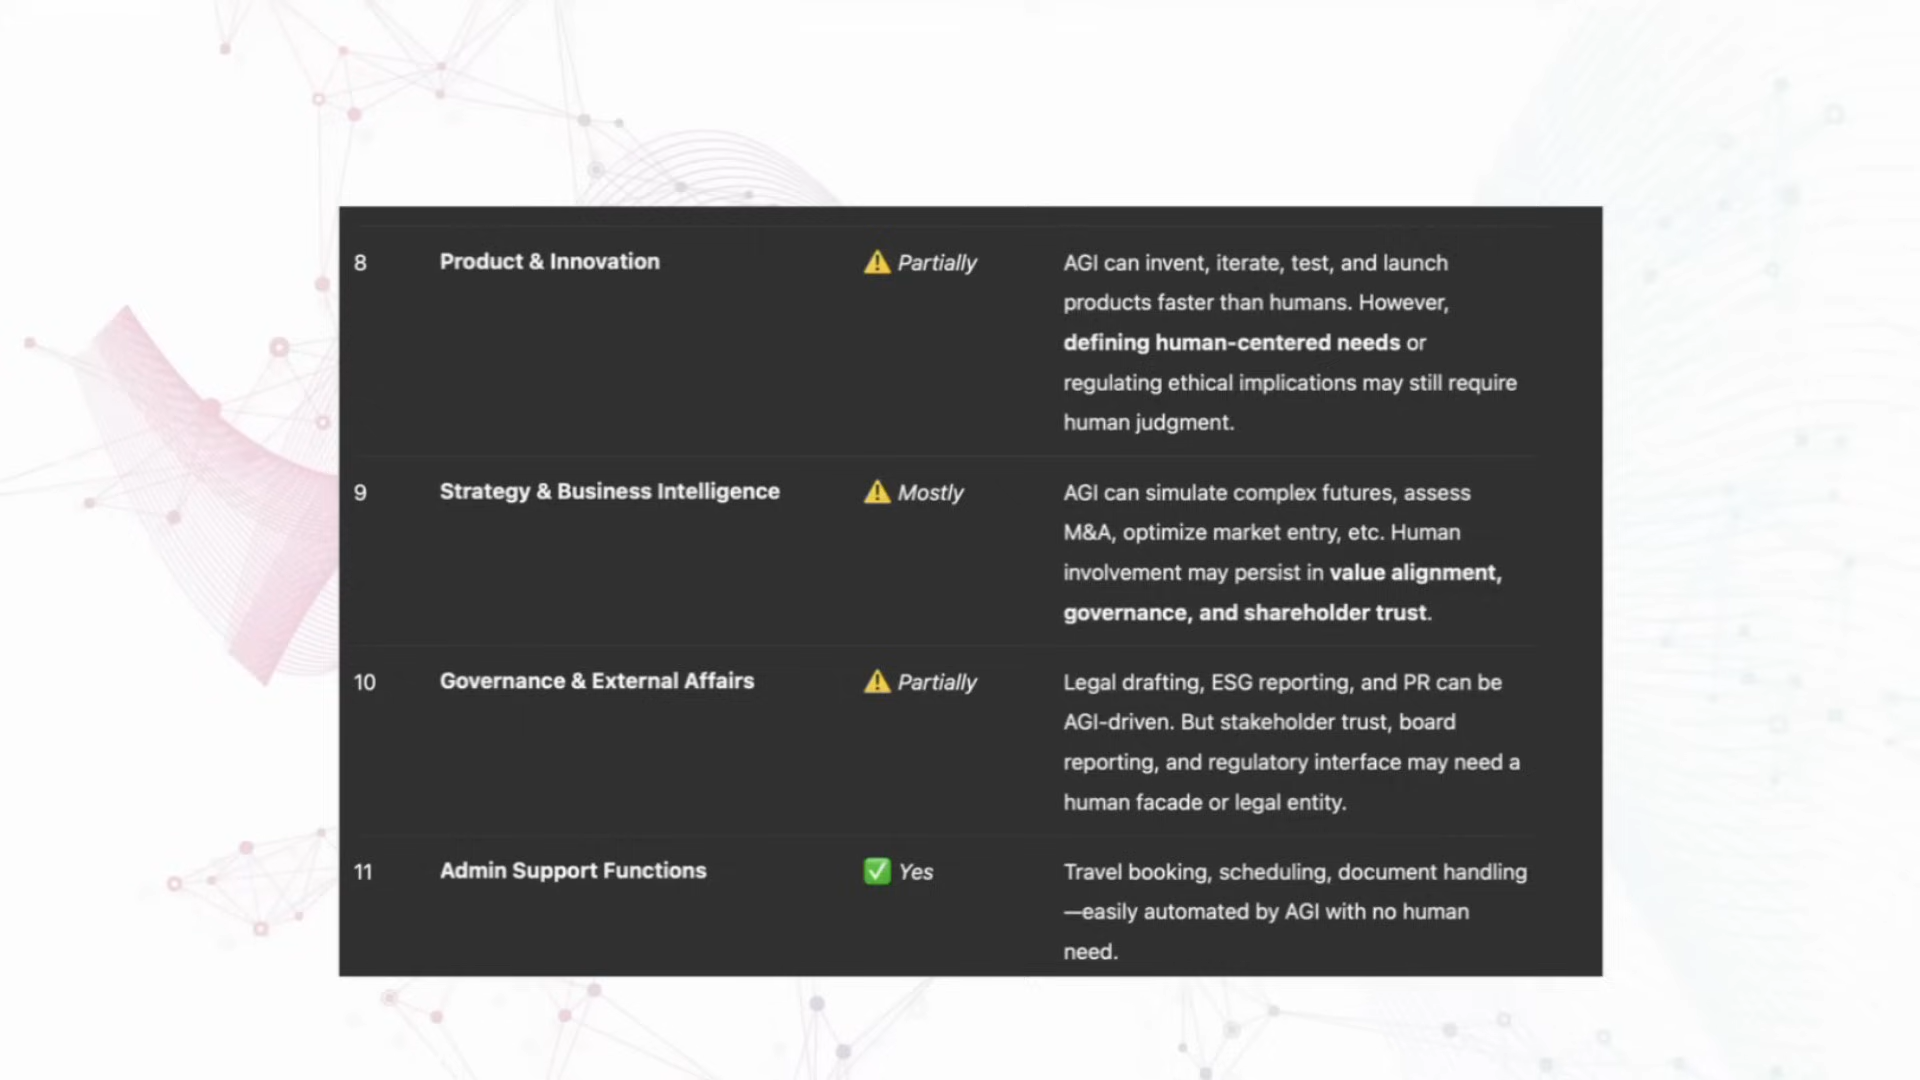 8 Product & Innovation ⚠️ Partially AGI can invent, iterate, test, and launch
products faster than humans. However,
defining human-centered needs or
regulating ethical implications may still require
human judgment.
9 Strategy & Business Intelligence ⚠️ Mostly AGI can simulate complex futures, assess
M&A, optimize market entry, etc. Human
involvement may persist in value alignment,
governance, and shareholder trust.
10 Governance & External Affairs ⚠️ Partially Legal drafting, ESG reporting, and PR can be
AGI-driven. But stakeholder trust, board
reporting, and regulatory interface may need a
human facade or legal entity.
11 Admin Support Functions ✅ Yes Travel booking, scheduling, document handling
—easily automated by AGI with no human
need.